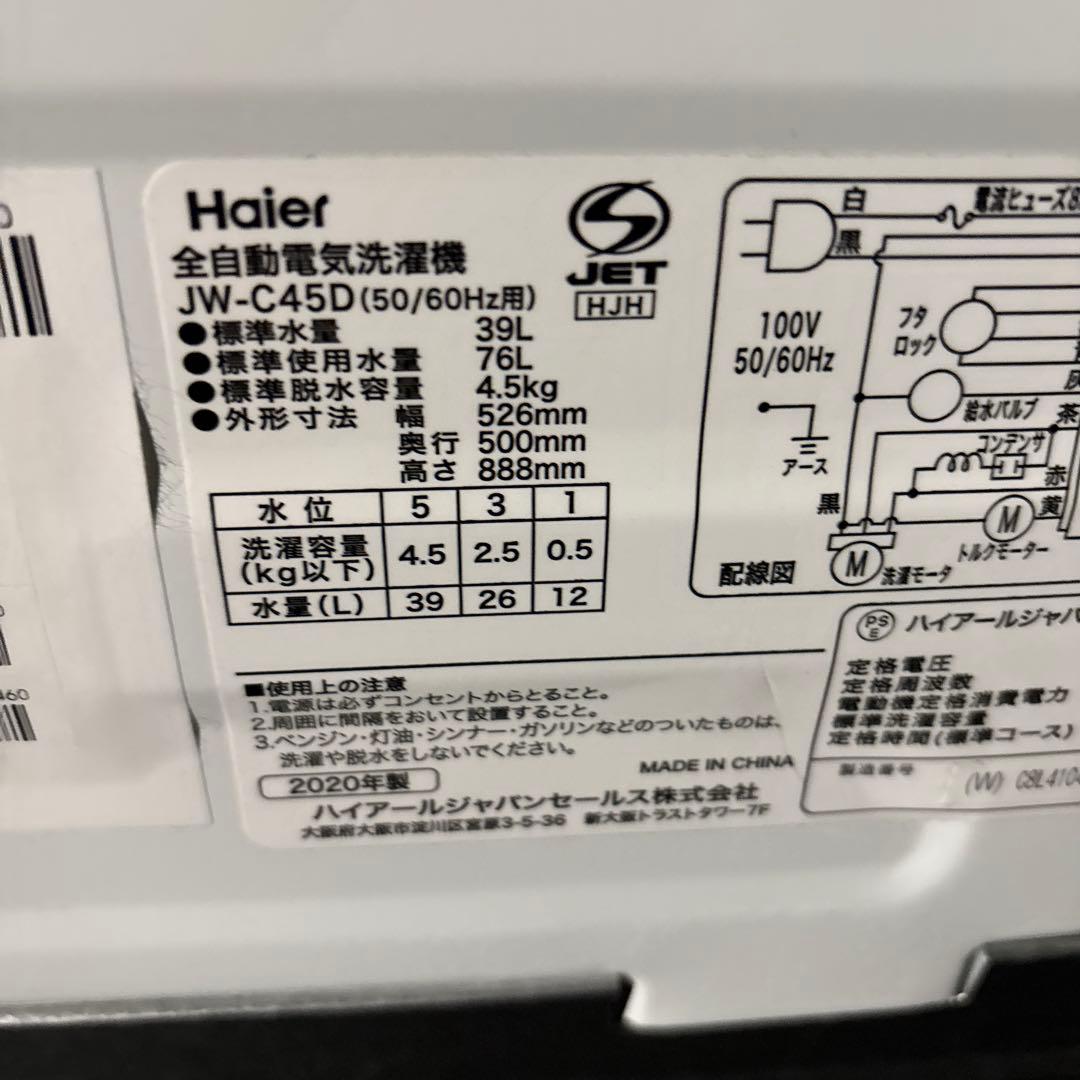 Haier
全自動電気洗濯機
JW-C45D(50/60Hz用)
JET
HJH
●標準水量 39L
●標準使用水量 76L
●標準脱水容量 4.5kg
●外形寸法 幅 526mm
奥行 500mm
高さ 888mm
水位 5 3 1
洗濯容量(kg以下) 4.5 2.5 0.5
水量(L) 39 26 12
■使用上の注意
1.電源は必ずコンセントからとること。
2.周囲に間隔をおいて設置すること。
3.ベンジン・灯油・シンナー・ガソリンなどのついたものは、
洗濯や脱水をしないでください。
2020年製
MADE IN CHINA
ハイアールジャパンセールス株式会社
大阪府大阪市淀川区宮原3-5-36 新大阪トラストタワー7F
白
電流ヒューズ8
黒
100V
50/60Hz
フタ
ロック
灰
給水バルブ
茶
アース
コンデンサ
赤
黒
黄
M
トルクモーター
M
洗濯モータ
配線図
PS
E
ハイアールジャパ
定格電圧
定格周波数
電動機定格消費電力
標準洗濯容量
定格時間(標準コース)
製造番号
(W) C8L4104
460